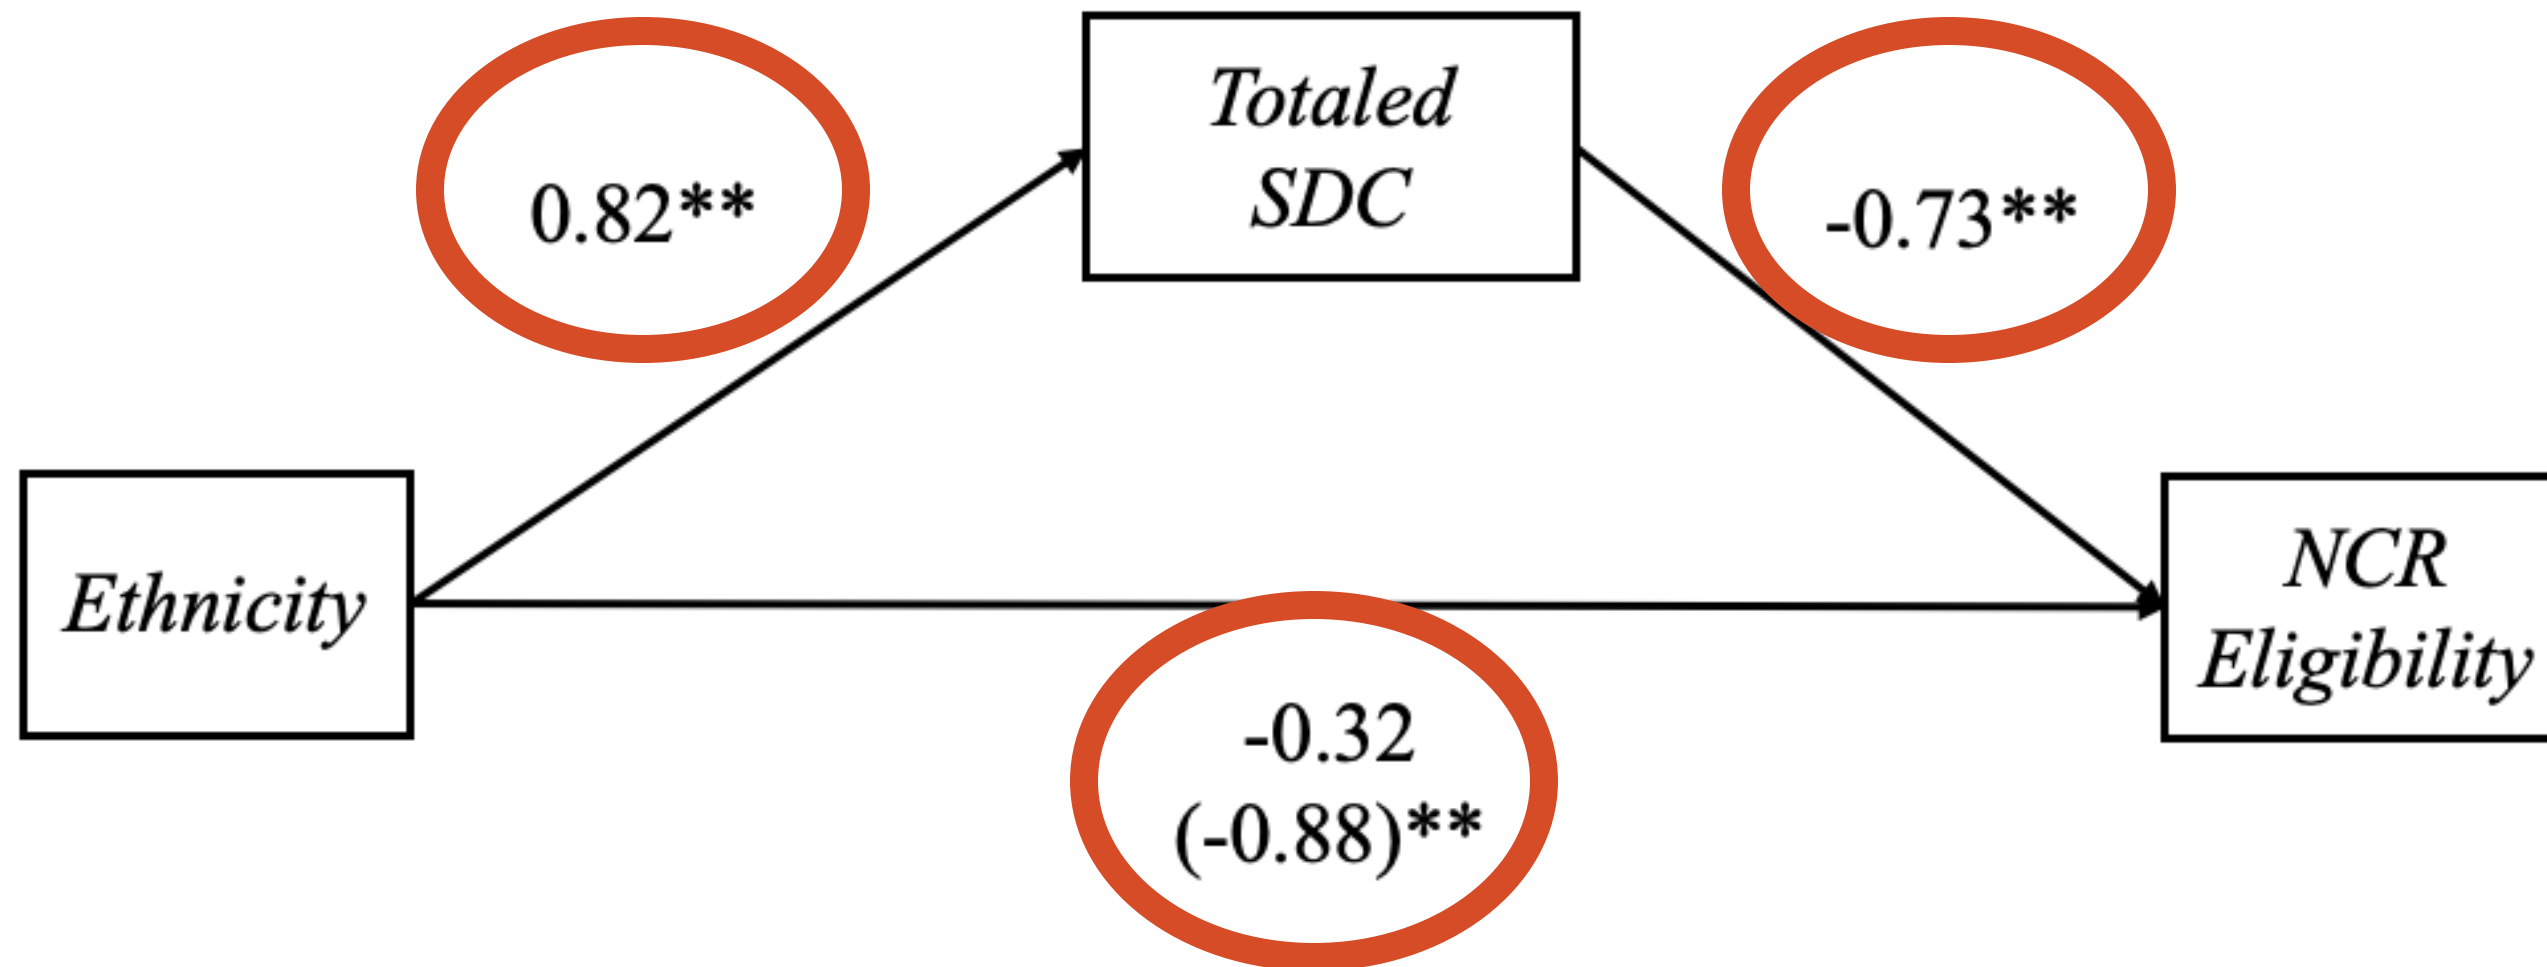 Totaled
SDC
0.82**
-0.73**
Ethnicity
NCR
Eligibility
-0.32
(-0.88)**